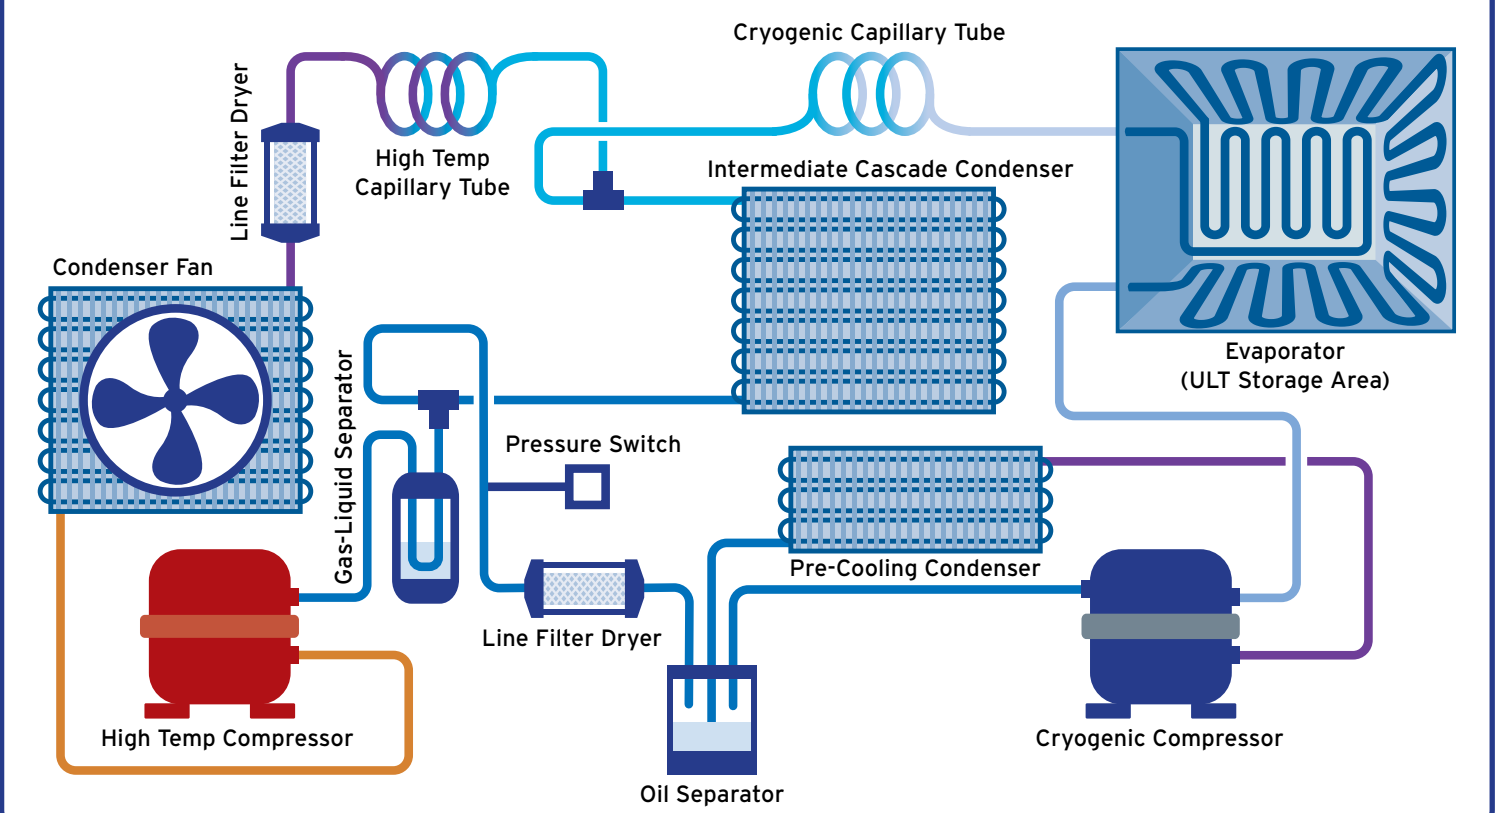 Cryogenic Capillary Tube
Line Filter Dryer
High Temp
Capillary Tube
Intermediate Cascade Condenser
Condenser Fan
Evaporator
(ULT Storage Area)
Gas-Liquid Separator
Pressure Switch
Pre-Cooling Condenser
Line Filter Dryer
High Temp Compressor
Cryogenic Compressor
Oil Separator